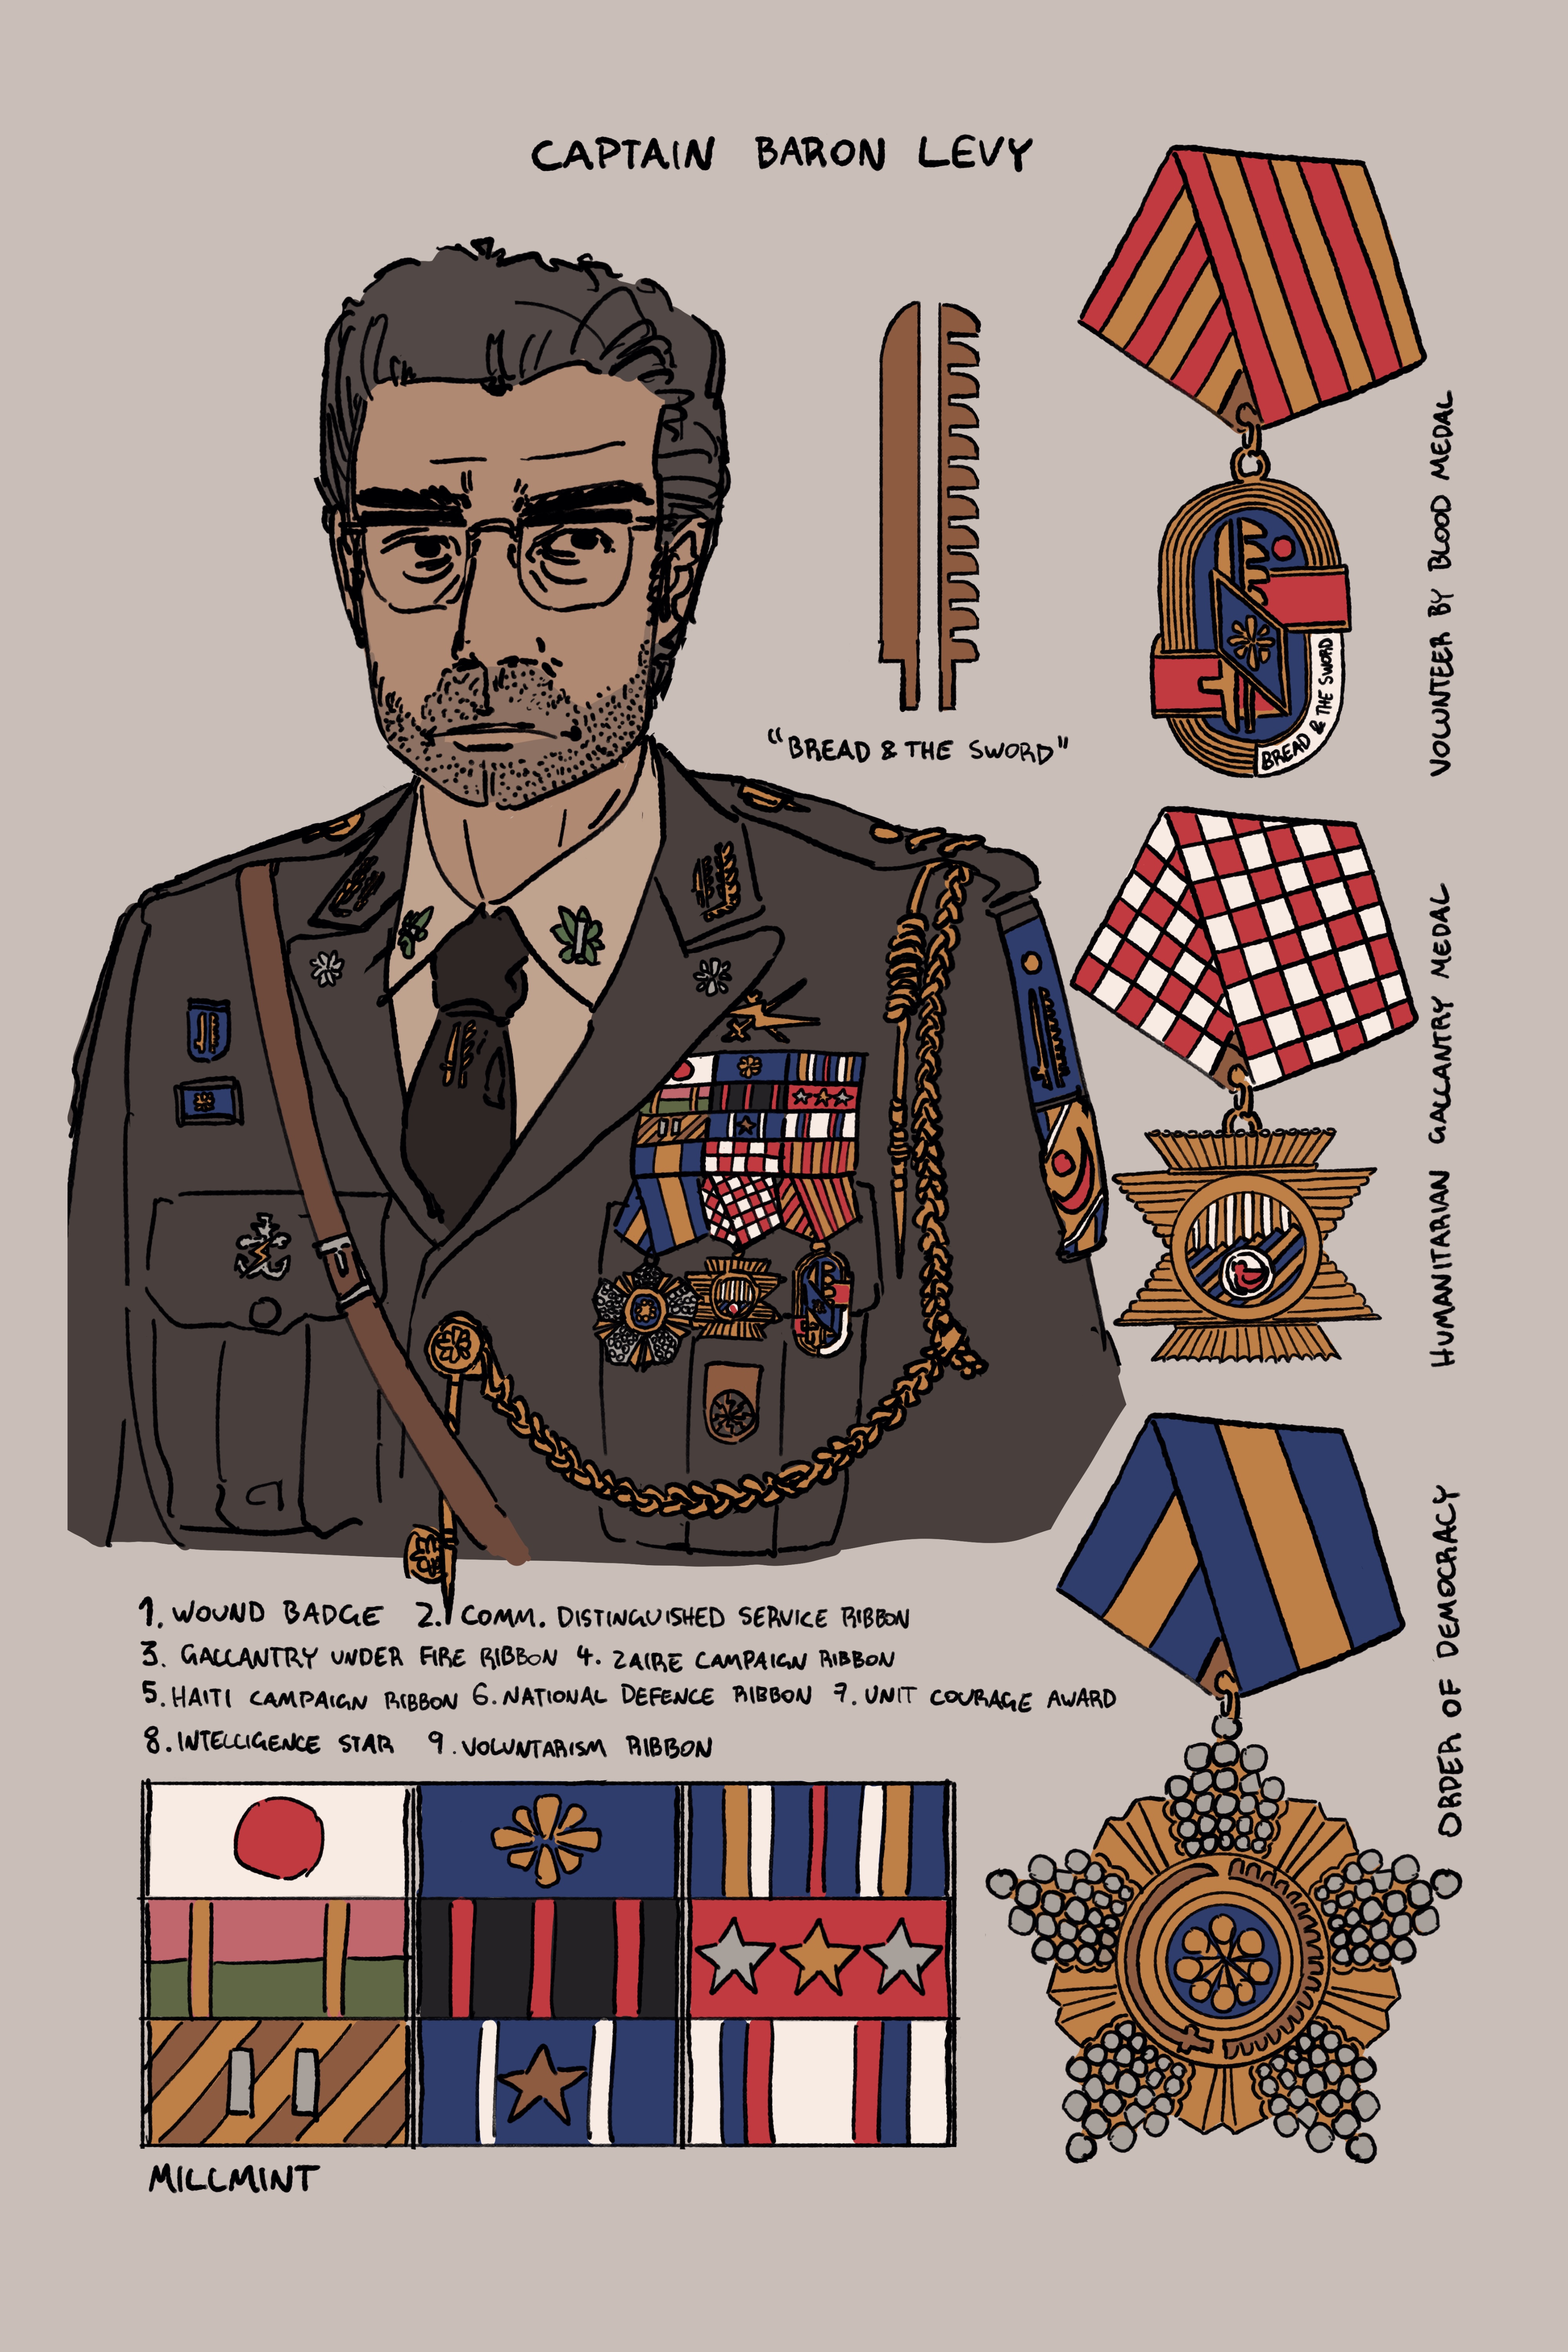 CAPTAIN BARON LEVY
VOLUNTEER BY BLOOD MEDAL
BREAD & THE SWORD
"BREAD & THE SWORD"
HUMANITARIAN GALLANTRY MEDAL
ORDER OF DEMOCRACY
1. WOUND BADGE 2. COMM. DISTINGUISHED SERVICE RIBBON
3. GALLANTRY UNDER FIRE RIBBON 4. ZAIRE CAMPAIGN RIBBON
5. HAITI CAMPAIGN RIBBON 6. NATIONAL DEFENCE RIBBON 7. UNIT COURAGE AWARD
8. INTELLIGENCE STAR 9. VOLUNTARISM RIBBON
MILLMINT